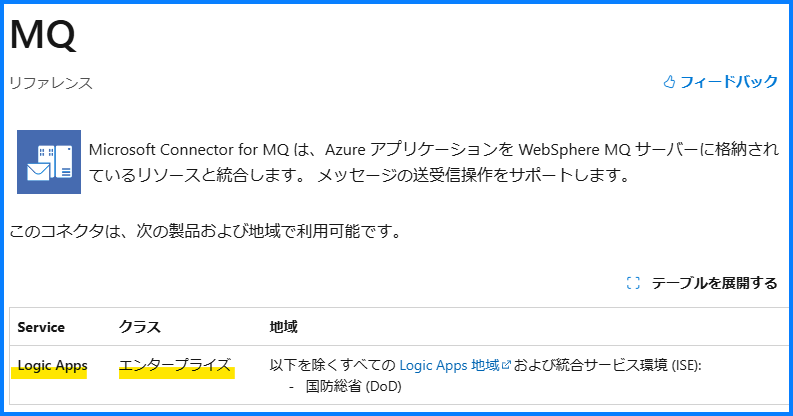 MQ
リファレンス
フィードバック
Microsoft Connector for MQ は、Azure アプリケーションを WebSphere MQ サーバーに格納され
ているリソースと統合します。 メッセージの送受信操作をサポートします。
このコネクタは、次の製品および地域で利用可能です。
テーブルを展開する
Service クラス 地域
Logic Apps エンタープライズ 以下を除くすべての Logic Apps 地域 および統合サービス環境 (ISE):
- 国防総省 (DoD)